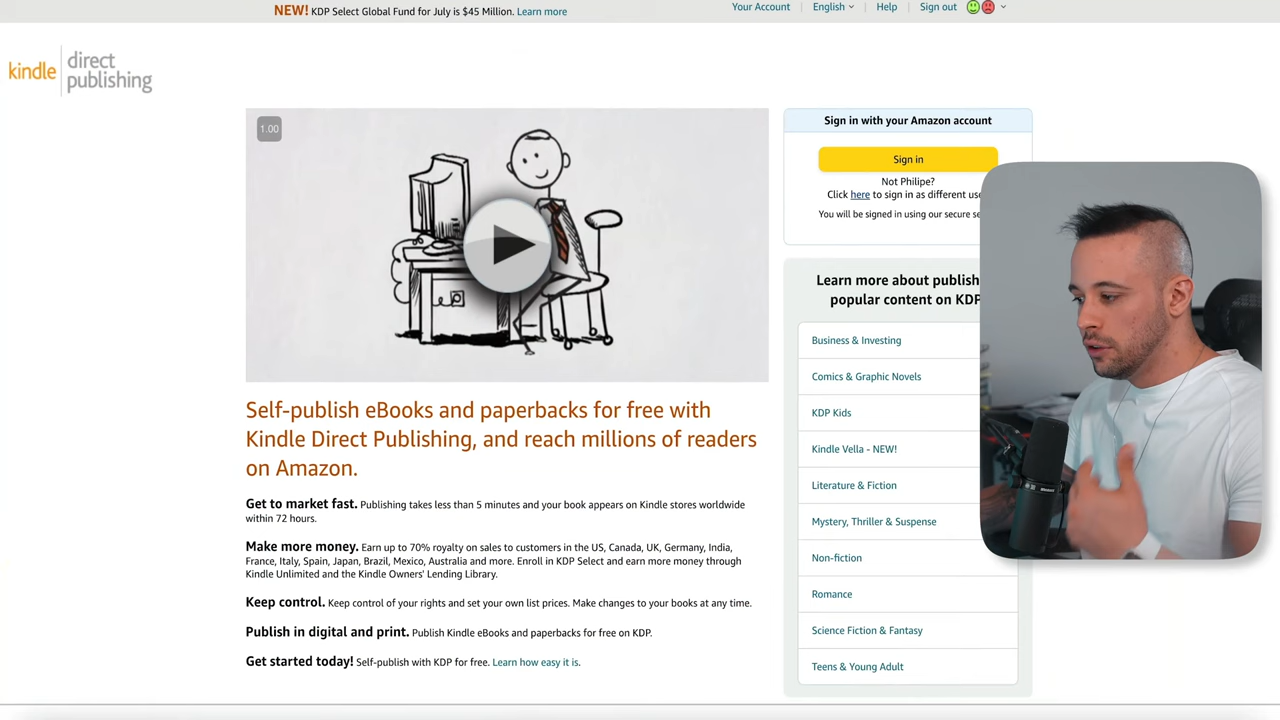 NEW! KDP Select Global Fund for July is $45 Million. Learn more
Your Account
English
Help
Sign out
kindle
direct
publishing
1.00
Self-publish eBooks and paperbacks for free with
Kindle Direct Publishing, and reach millions of readers
on Amazon.
Get to market fast. Publishing takes less than 5 minutes and your book appears on Kindle stores worldwide
within 72 hours.
Make more money. Earn up to 70% royalty on sales to customers in the US, Canada, UK, Germany, India,
France, Italy, Spain, Japan, Brazil, Mexico, Australia and more. Enroll in KDP Select and earn more money through
Kindle Unlimited and the Kindle Owners' Lending Library.
Keep control. Keep control of your rights and set your own list prices. Make changes to your books at any time.
Publish in digital and print. Publish Kindle eBooks and paperbacks for free on KDP.
Get started today! Self-publish with KDP for free. Learn how easy it is.
Sign in with your Amazon account
Sign in
Not Philipe?
Click here to sign in as different
You will be signed in using our secure
Learn more about
popular content on KDP
Business & Investing
Comics & Graphic Novels
KDP Kids
Kindle Vella - NEW!
Literature & Fiction
Mystery, Thriller & Suspense
Non-fiction
Romance
Science Fiction & Fantasy
Teens & Young Adult